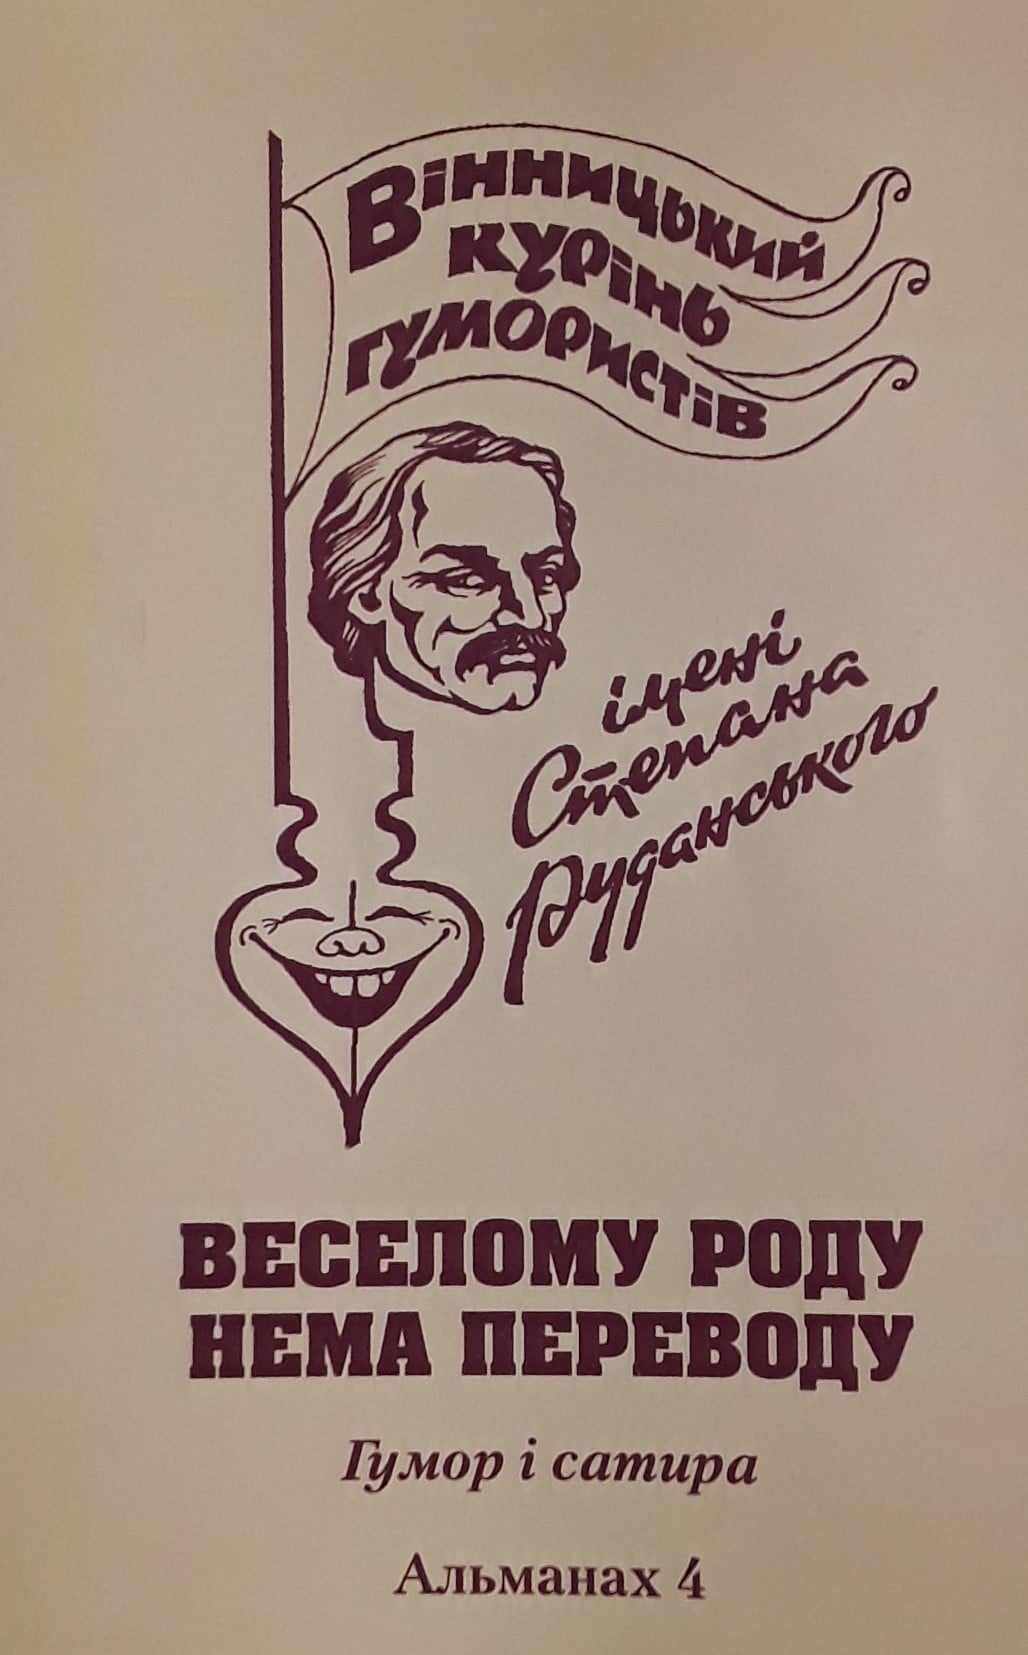 Вінницький
курінь
гумористів
імені
Степана
Руданського
ВЕСЕЛОМУ РОДУ
НЕМА ПЕРЕВОДУ
Гумор і сатира
Альманах 4